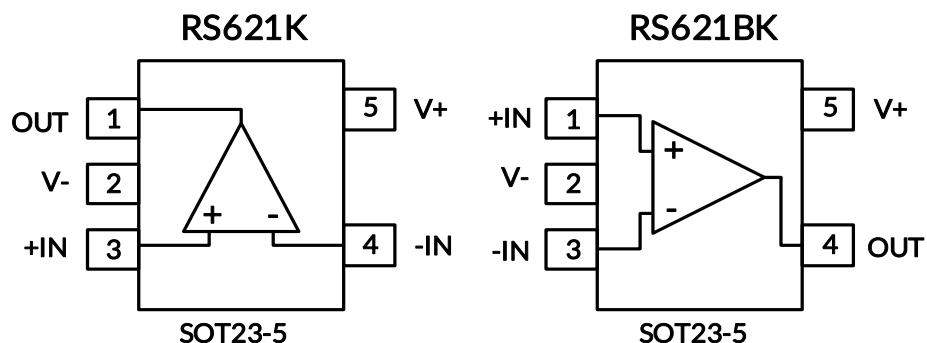 RS621K
OUT 1
5 V+
V- 2
+ -
+IN 3
4 -IN
SOT23-5
RS621BK
+IN 1
5 V+
+
V- 2
-
-IN 3
4 OUT
SOT23-5